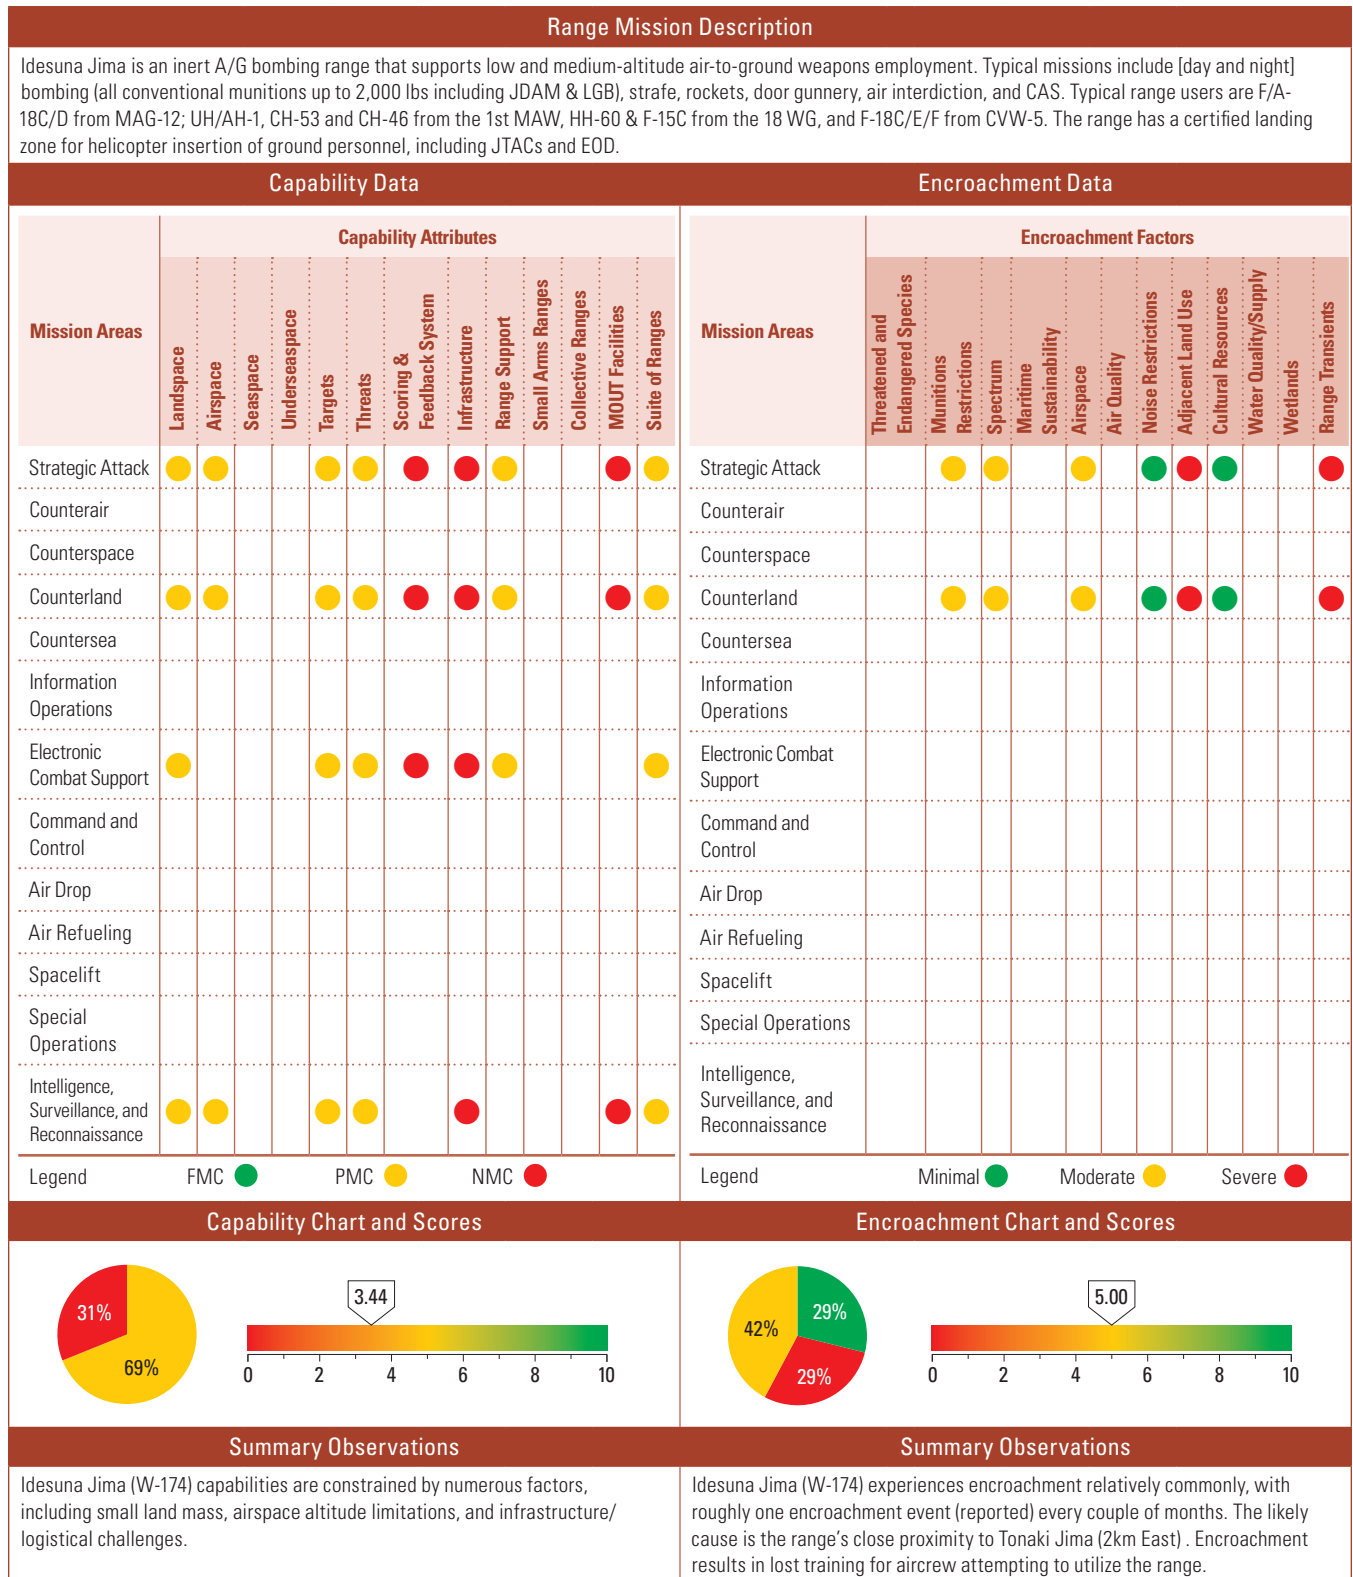 Range Mission Description
Idesuna Jima is an inert A/G bombing range that supports low and medium-altitude air-to-ground weapons employment. Typical missions include [day and night]
bombing (all conventional munitions up to 2,000 lbs including JDAM & LGB), strafe, rockets, door gunnery, air interdiction, and CAS. Typical range users are F/A-
18C/D from MAG-12; UH/AH-1, CH-53 and CH-46 from the 1st MAW, HH-60 & F-15C from the 18 WG, and F-18C/E/F from CVW-5. The range has a certified landing
zone for helicopter insertion of ground personnel, including JTACs and EOD.
Capability Data
Mission Areas
Capability Attributes
Landspace
Airspace
Seaspace
Underseaspace
Targets
Threats
Scoring &
Feedback System
Infrastructure
Range Support
Small Arms Ranges
Collective Ranges
MOUT Facilities
Suite of Ranges
Strategic Attack
Counterair
Counterspace
Counterland
Countersea
Information
Operations
Electronic
Combat Support
Command and
Control
Air Drop
Air Refueling
Spacelift
Special
Operations
Intelligence,
Surveillance, and
Reconnaissance
Legend FMC PMC NMC
Encroachment Data
Mission Areas
Encroachment Factors
Threatened and
Endangered Species
Munitions
Restrictions
Spectrum
Maritime
Sustainability
Airspace
Air Quality
Noise Restrictions
Adjacent Land Use
Cultural Resources
Water Quality/Supply
Wetlands
Range Transients
Strategic Attack
Counterair
Counterspace
Counterland
Countersea
Information
Operations
Electronic Combat
Support
Command and
Control
Air Drop
Air Refueling
Spacelift
Special Operations
Intelligence,
Surveillance, and
Reconnaissance
Legend Minimal Moderate Severe
Capability Chart and Scores
31%
69%
3.44
0 2 4 6 8 10
Encroachment Chart and Scores
42%
29%
29%
5.00
0 2 4 6 8 10
Summary Observations
Idesuna Jima (W-174) capabilities are constrained by numerous factors,
including small land mass, airspace altitude limitations, and infrastructure/
logistical challenges.
Summary Observations
Idesuna Jima (W-174) experiences encroachment relatively commonly, with
roughly one encroachment event (reported) every couple of months. The likely
cause is the range's close proximity to Tonaki Jima (2km East) . Encroachment
results in lost training for aircrew attempting to utilize the range.